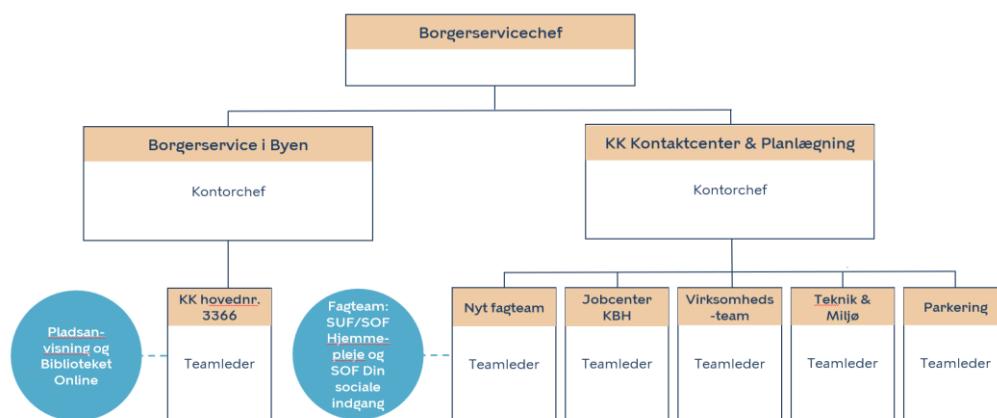 Borgerservicechef
Borgerservice i Byen
Kontorchef
KK Kontaktcenter & Planlægning
Kontorchef
Pladsan-
visning og
Biblioteket
Online
KK hovednr.
3366
Teamleder
Fagteam:
SUF/SOF
Hjemme-
pleje og
SOF Din
sociale
indgang
Nyt fagteam
Teamleder
Jobcenter
KBH
Teamleder
Virksomheds
-team
Teamleder
Teknik &
Miljø
Teamleder
Parkering
Teamleder